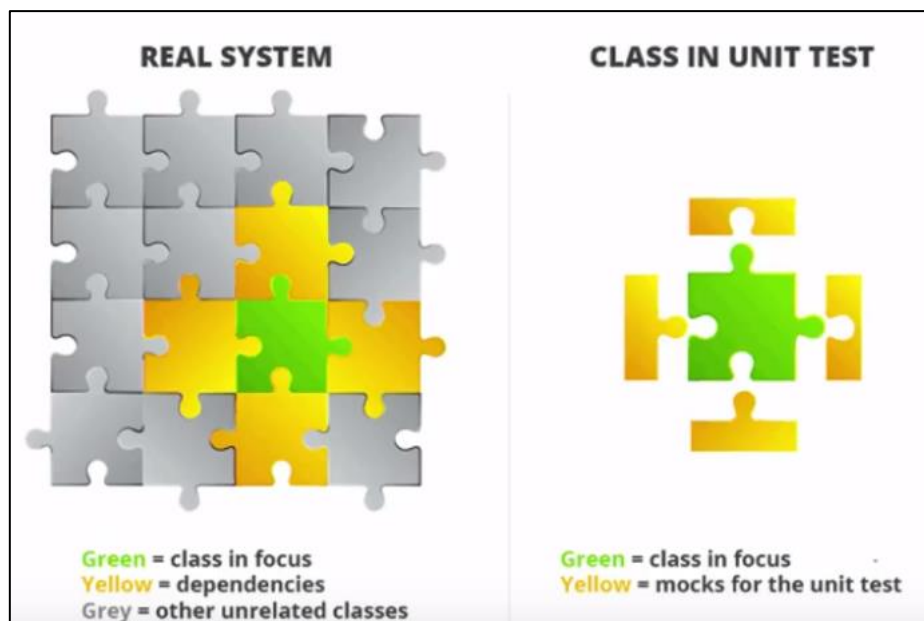 REAL SYSTEM
CLASS IN UNIT TEST
Green = class in focus
Yellow = dependencies
Grey = other unrelated classes
Green = class in focus
Yellow = mocks for the unit test